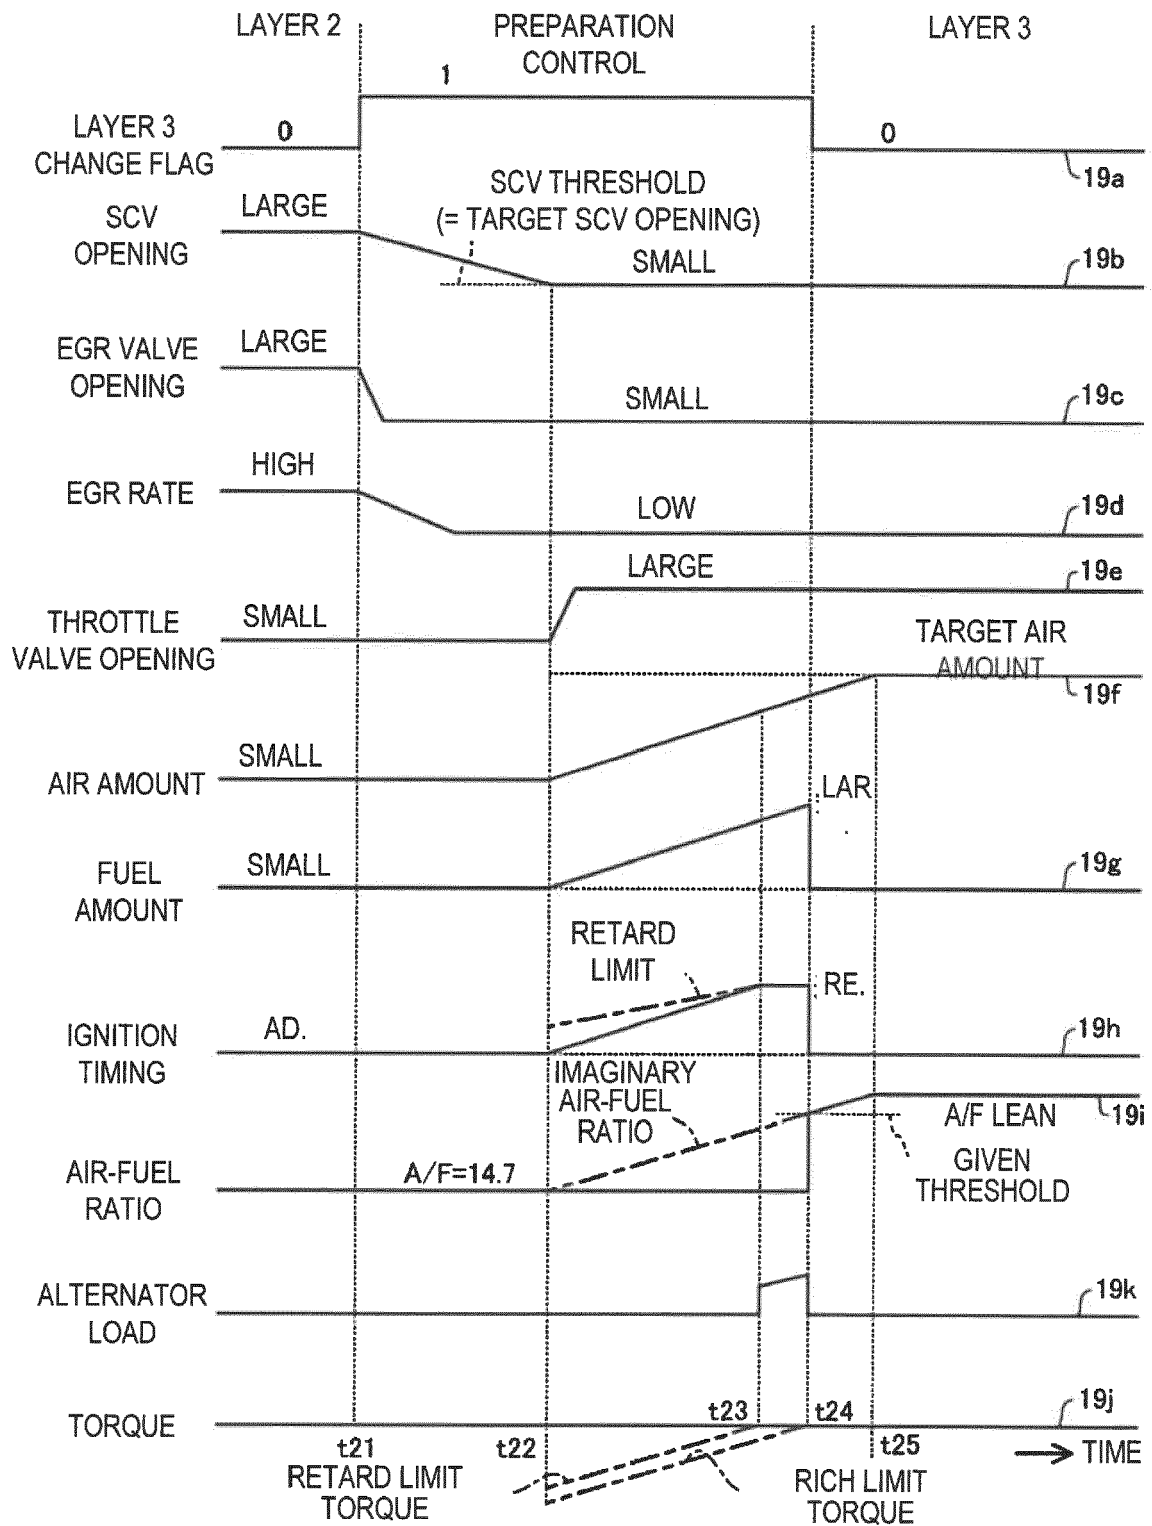 LAYER 2
PREPARATION
CONTROL
LAYER 3
1
0
0
LAYER 3
CHANGE FLAG
19a
SCV THRESHOLD
(= TARGET SCV OPENING)
LARGE
SCV
OPENING
SMALL
19b
LARGE
EGR VALVE
OPENING
SMALL
19c
HIGH
EGR RATE
LOW
19d
LARGE
19e
SMALL
THROTTLE
VALVE OPENING
TARGET AIR
AMOUNT
19f
SMALL
AIR AMOUNT
LAR
SMALL
FUEL
AMOUNT
19g
RETARD
LIMIT
RE.
AD.
IGNITION
TIMING
19h
IMAGINARY
AIR-FUEL
RATIO
A/F LEAN
19i
A/F=14.7
GIVEN
THRESHOLD
AIR-FUEL
RATIO
ALTERNATOR
LOAD
19k
TORQUE
19j
t21
t22
t23
t24
t25
TIME
RETARD LIMIT
TORQUE
RICH LIMIT
TORQUE